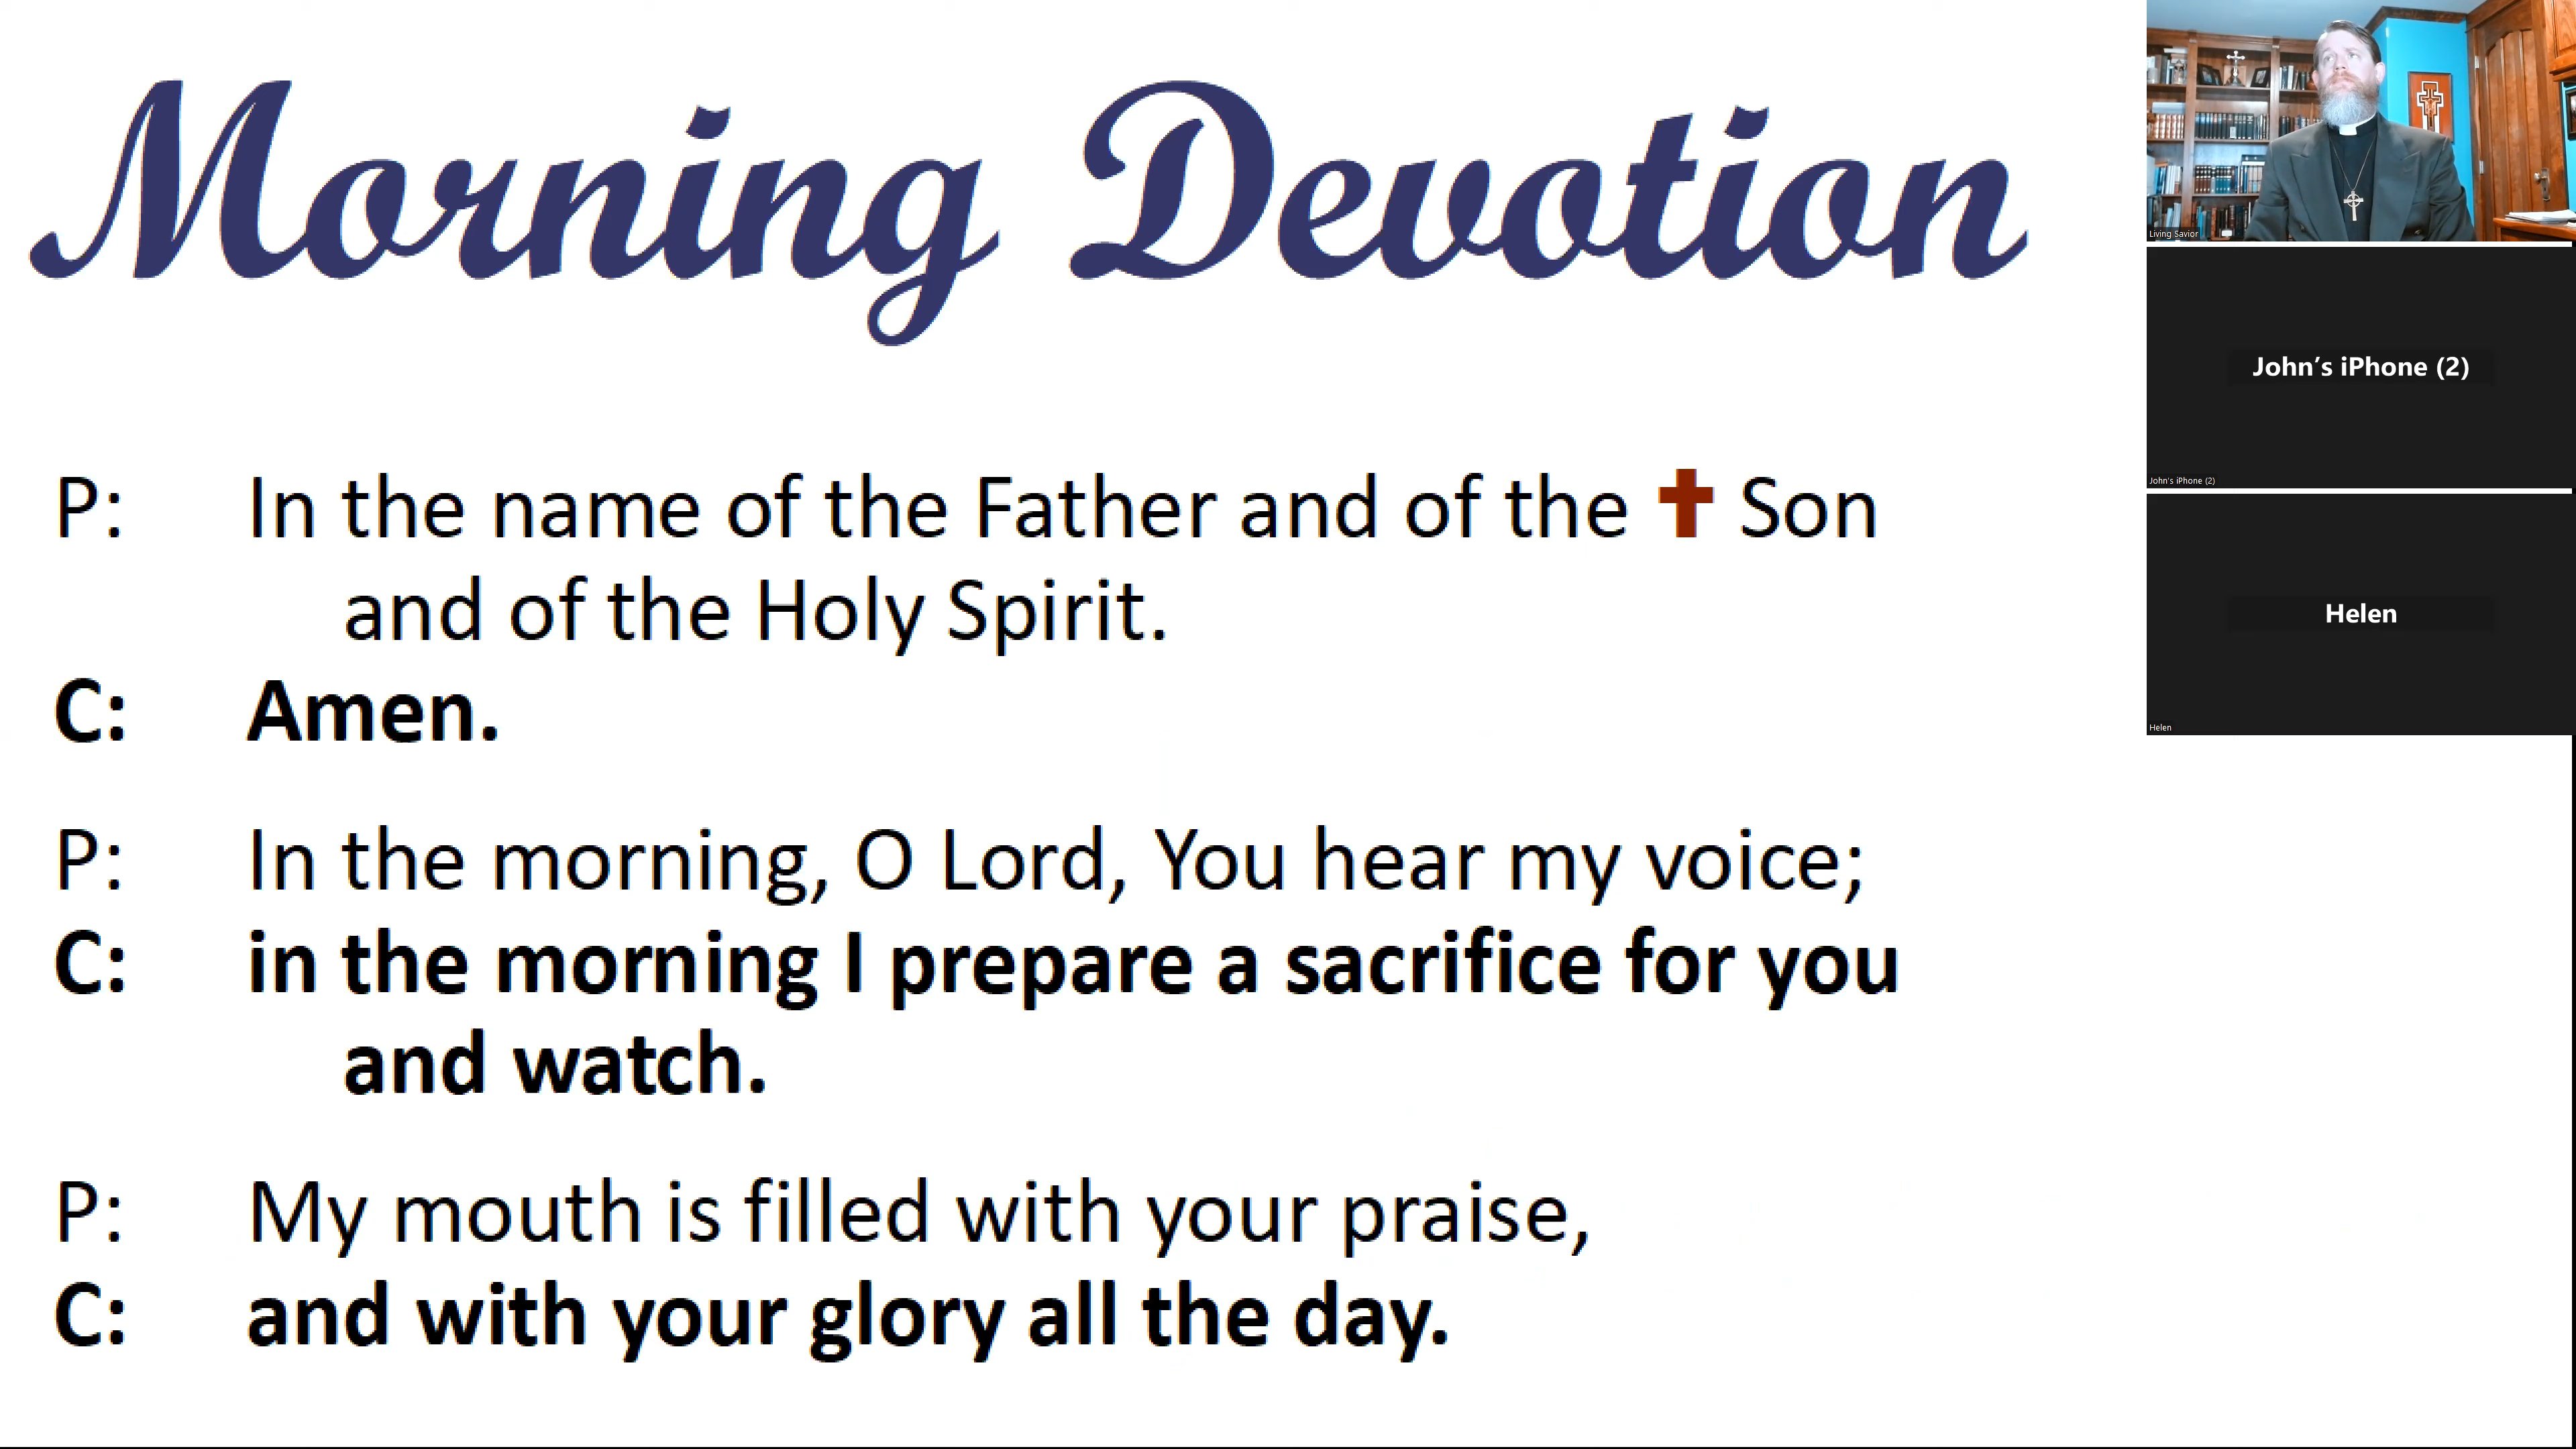 Morning Devotion
P: In the name of the Father and of the ✝ Son
and of the Holy Spirit.
C: Amen.
P: In the morning, O Lord, You hear my voice;
C: in the morning I prepare a sacrifice for you
and watch.
P: My mouth is filled with your praise,
C: and with your glory all the day.
Living Savior
John’s iPhone (2)
John's iPhone (2)
Helen
Helen